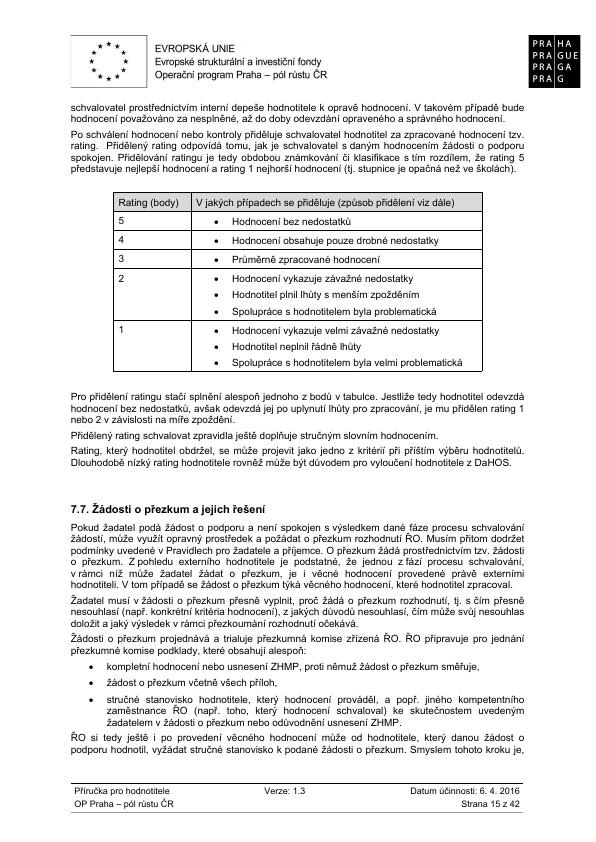 EVROPSKÁ UNIE
Evropské strukturální a investiční fondy
Operační program Praha – pól růstu ČR
PRA HA
PRA GUE
PRA GA
PRA G
schvalovatel prostřednictvím interní depeše hodnotitele k opravě hodnocení. V takovém případě bude
hodnocení považováno za nesplněné, až do doby odevzdání opraveného a správného hodnocení.
Po schválení hodnocení nebo kontroly přiděluje schvalovatel hodnotitel za zpracované hodnocení tzv.
rating. Přidělený rating odpovídá tomu, jak je schvalovatel s daným hodnocením žádosti o podporu
spokojen. Přidělování ratingu je tedy obdobou známkování či klasifikace s tím rozdílem, že rating 5
představuje nejlepší hodnocení a rating 1 nejhorší hodnocení (tj. stupnice je opačná než ve školách).
Rating (body) V jakých případech se přiděluje (způsob přidělení viz dále)
5 • Hodnocení bez nedostatků
4 • Hodnocení obsahuje pouze drobné nedostatky
3 • Průměrně zpracované hodnocení
2 • Hodnocení vykazuje závažné nedostatky
• Hodnotitel plnil lhůty s menším zpožděním
• Spolupráce s hodnotitelem byla problematická
1 • Hodnocení vykazuje velmi závažné nedostatky
• Hodnotitel neplnil řádně lhůty
• Spolupráce s hodnotitelem byla velmi problematická
Pro přidělení ratingu stačí splnění alespoň jednoho z bodů v tabulce. Jestliže tedy hodnotitel odevzdá
hodnocení bez nedostatků, avšak odevzdá jej po uplynutí lhůty pro zpracování, je mu přidělen rating 1
nebo 2 v závislosti na míře zpoždění.
Přidělený rating schvalovat zpravidla ještě doplňuje stručným slovním hodnocením.
Rating, který hodnotitel obdržel, se může projevit jako jedno z kritérií při příštím výběru hodnotitelů.
Dlouhodobě nízký rating hodnotitele rovněž může být důvodem pro vyloučení hodnotitele z DaHOS.
7.7. Žádosti o přezkum a jejich řešení
Pokud žadatel podá žádost o podporu a není spokojen s výsledkem dané fáze procesu schvalování
žádostí, může využít opravný prostředek a požádat o přezkum rozhodnutí ŘO. Musím přitom dodržet
podmínky uvedené v Pravidlech pro žadatele a příjemce. O přezkum žádá prostřednictvím tzv. žádosti
o přezkum. Z pohledu externího hodnotitele je podstatné, že jednou z fází procesu schvalování,
v rámci níž může žadatel žádat o přezkum, je i věcné hodnocení provedené právě externími
hodnotiteli. V tom případě se žádost o přezkum týká věcného hodnocení, které hodnotitel zpracoval.
Žadatel musí v žádosti o přezkum přesně vyplnit, proč žádá o přezkum rozhodnutí, tj. s čím přesně
nesouhlasí (např. konkrétní kritéria hodnocení), z jakých důvodů nesouhlasí, čím může svůj nesouhlas
doložit a jaký výsledek v rámci přezkoumání rozhodnutí očekává.
Žádosti o přezkum projednává a trialuje přezkumná komise zřízená ŘO. ŘO připravuje pro jednání
přezkumné komise podklady, které obsahují alespoň:
• kompletní hodnocení nebo usnesení ZHMP, proti němuž žádost o přezkum směřuje,
• žádost o přezkum včetně všech příloh,
• stručné stanovisko hodnotitele, který hodnocení prováděl, a popř. jiného kompetentního
zaměstnance ŘO (např. toho, který hodnocení schvaloval) ke skutečnostem uvedeným
žadatelem v žádosti o přezkum nebo odůvodnění usnesení ZHMP.
ŘO si tedy ještě i po provedení věcného hodnocení může od hodnotitele, který danou žádost o
podporu hodnotil, vyžádat stručné stanovisko k podané žádosti o přezkum. Smyslem tohoto kroku je,
Příručka pro hodnotitele Verze: 1.3 Datum účinnosti: 6. 4. 2016
OP Praha – pól růstu ČR Strana 15 z 42